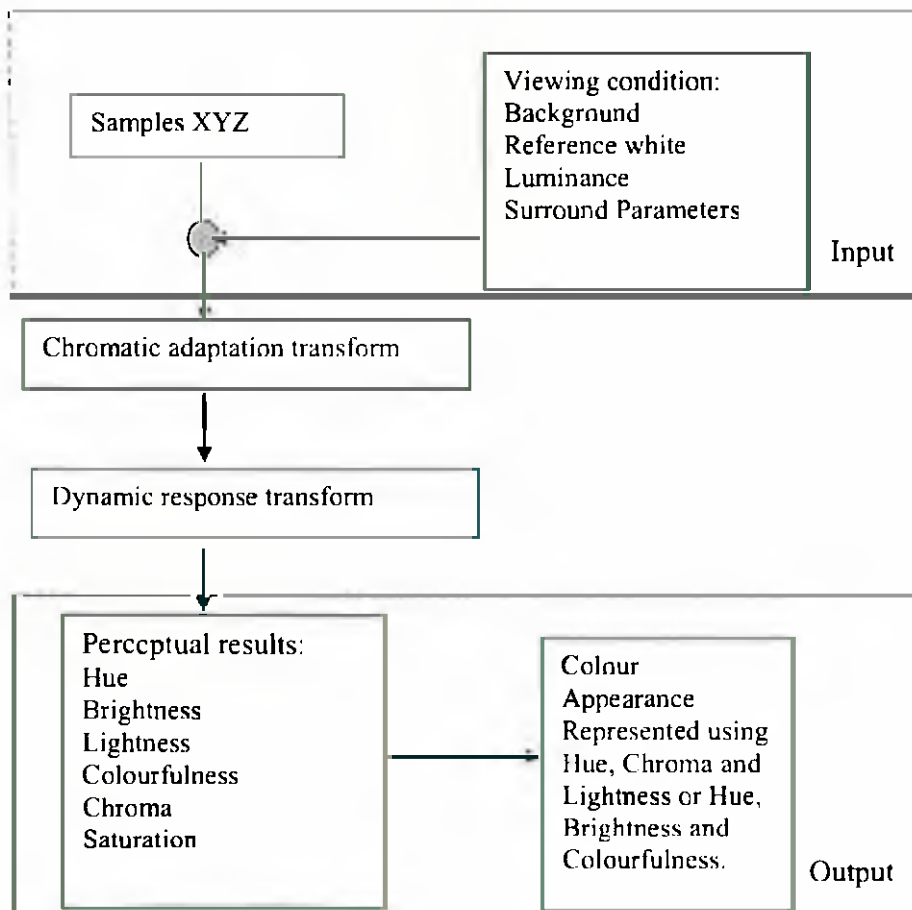 Samples XYZ
Viewing condition:
Background
Reference white
Luminance
Surround Parameters
Input
Chromatic adaptation transform
Dynamic response transform
Perceptual results:
Hue
Brightness
Lightness
Colourfulness
Chroma
Saturation
Colour
Appearance
Represented using
Hue, Chroma and
Lightness or Hue,
Brightness and
Colourfulness.
Output